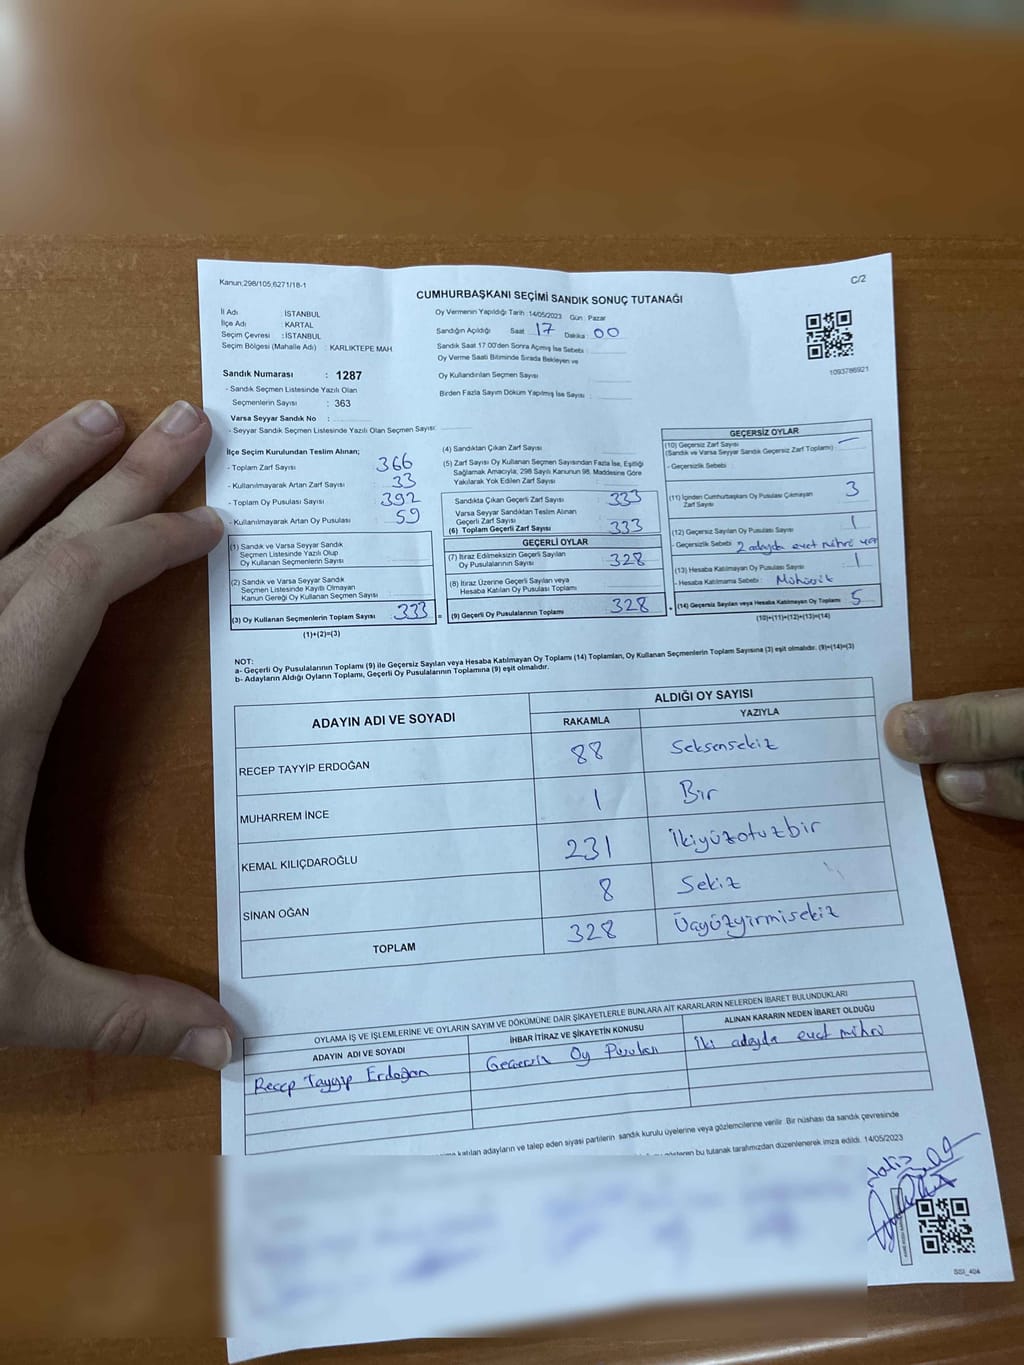 Kanun;298/105,6271/18-1
C/2
CUMHURBAŞKANI SEÇİMİ SANDIK SONUÇ TUTANAĞI
İl Adı : İSTANBUL
İlçe Adı : KARTAL
Seçim Çevresi : İSTANBUL
Seçim Bölgesi (Mahalle Adı) : KARLIKTEPE MAH
Oy Vermenin Yapıldığı Tarih :14/05/2023 Gün : Pazar
Sandığın Açıldığı Saat 17 Dakika : 00
Sandık Saat 17.00'den Sonra Açımış İse Sebebi :
Oy Verme Saati Bitiminde Sırada Bekleyen ve
Oy Kullandırılan Seçmen Sayısı
Birden Fazla Sayım Döküm Yapılmış İse Sayısı :
1093786921
Sandık Numarası : 1287
- Sandık Seçmen Listesinde Yazılı Olan
Seçmenlerin Sayısı : 363
Varsa Seyyar Sandık No :
- Seyyar Sandık Seçmen Listesinde Yazılı Olan Seçmen Sayısı:
İlçe Seçim Kurulundan Teslim Alınan;
- Toplam Zarf Sayısı : 366
- Kullanılmayarak Artan Zarf Sayısı : 33
- Toplam Oy Pusulası Sayısı : 392
- Kullanılmayarak Artan Oy Pusulası : 59
(1) Sandık ve Varsa Seyyar Sandık
Seçmen Listesinde Yazılı Olup
Oy Kullanan Seçmenlerin Sayısı
(2) Sandık ve Varsa Seyyar Sandık
Seçmen Listesinde Kayıtlı Olmayan
Kanun Gereği Oy Kullanan Seçmen Sayısı
(3) Oy Kullanan Seçmenlerin Toplam Sayısı 333
(1)+(2)=(3)
(4) Sandıktan Çıkan Zarf Sayısı
(5) Zarf Sayısı Oy Kullanan Seçmen Sayısından Fazla İse, Eşitliği
Sağlamak Amacıyla; 298 Sayılı Kanunun 98. Maddesine Göre
Yakılarak Yok Edilen Zarf Sayısı
Sandıkta Çıkan Geçerli Zarf Sayısı : 333
Varsa Seyyar Sandıktan Teslim Alınan
Geçerli Zarf Sayısı
(6) Toplam Geçerli Zarf Sayısı : 333
GEÇERLİ OYLAR
(7) İtiraz Edilmeksizin Geçerli Sayılan
Oy Pusulalarının Sayısı : 328
(8) İtiraz Üzerine Geçerli Sayılan veya
Hesaba Katılan Oy Pusulası Toplamı
= (9) Geçerli Oy Pusulalarının Toplamı : 328
GEÇERSİZ OYLAR
(10) Geçersiz Zarf Sayısı
(Sandık ve Varsa Seyyar Sandık Geçersiz Zarf Toplamı) : —
- Geçersizlik Sebebi :
(11) İçinden Cumhurbaşkanı Oy Pusulası Çıkmayan
Zarf Sayısı 3
(12) Geçersiz Sayılan Oy Pusulası Sayısı 1
- Geçersizlik Sebebi 2 adayda evet mührü var
(13) Hesaba Katılmayan Oy Pusulası Sayısı : 1
- Hesaba Katılmama Sebebi : Mühürsüz
+ (14) Geçersiz Sayılan veya Hesaba Katılmayan Oy Toplamı 5
(10)+(11)+(12)+(13)=(14)
NOT:
a- Geçerli Oy Pusulalarının Toplamı (9) ile Geçersiz Sayılan veya Hesaba Katılmayan Oy Toplamı (14) Toplamları, Oy Kullanan Seçmenlerin Toplam Sayısına (3) eşit olmalıdır. (9)+(14)=(3)
b- Adayların Aldığı Oyların Toplamı, Geçerli Oy Pusulalarının Toplamına (9) eşit olmalıdır.
ADAYIN ADI VE SOYADI ALDIĞI OY SAYISI
RAKAMLA YAZIYLA
RECEP TAYYİP ERDOĞAN 88 Seksensekiz
MUHARREM İNCE 1 Bir
KEMAL KILIÇDAROĞLU 231 İkiyüzotuzbir
SİNAN OĞAN 8 Sekiz
TOPLAM 328 Üçyüzyirmisekiz
OYLAMA İŞ VE İŞLEMLERİNE VE OYLARIN SAYIM VE DÖKÜMÜNE DAİR ŞİKAYETLERLE BUNLARA AİT KARARLARIN NELERDEN İBARET BULUNDUKLARI
ADAYIN ADI VE SOYADI İHBAR İTİRAZ VE ŞİKAYETİN KONUSU ALINAN KARARIN NEDEN İBARET OLDUĞU
Recep Tayyip Erdoğan Geçersiz Oy Pusulası İki adayda evet mührü
katılan adayların ve talep eden siyasi partilerin sandık kurulu üyelerine veya gözlemcilerine verilir. Bir nüshası da sandık çevresinde
gösteren bu tutanak tarafımızdan düzenlenerek imza edildi. 14/05/2023
SSI_404